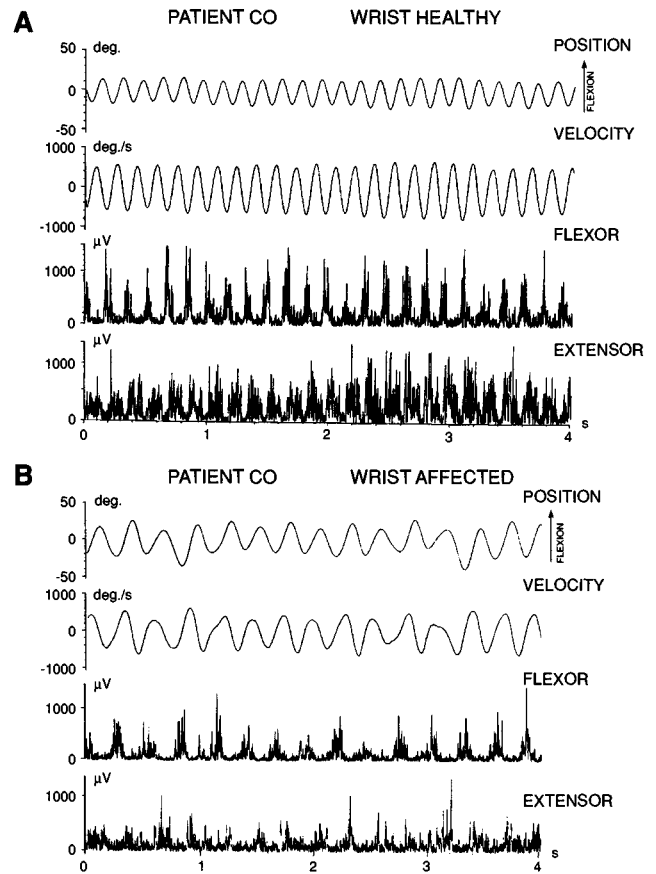 A
PATIENT CO WRIST HEALTHY
deg. POSITION
50
0
-50
FLEXION
VELOCITY
deg./s
1000
0
-1000
FLEXOR
µV
1000
0
EXTENSOR
µV
1000
0
0 1 2 3 4 s
B
PATIENT CO WRIST AFFECTED
deg. POSITION
50
0
-50
FLEXION
VELOCITY
deg./s
1000
0
-1000
FLEXOR
µV
1000
0
EXTENSOR
µV
1000
0
0 1 2 3 4 s